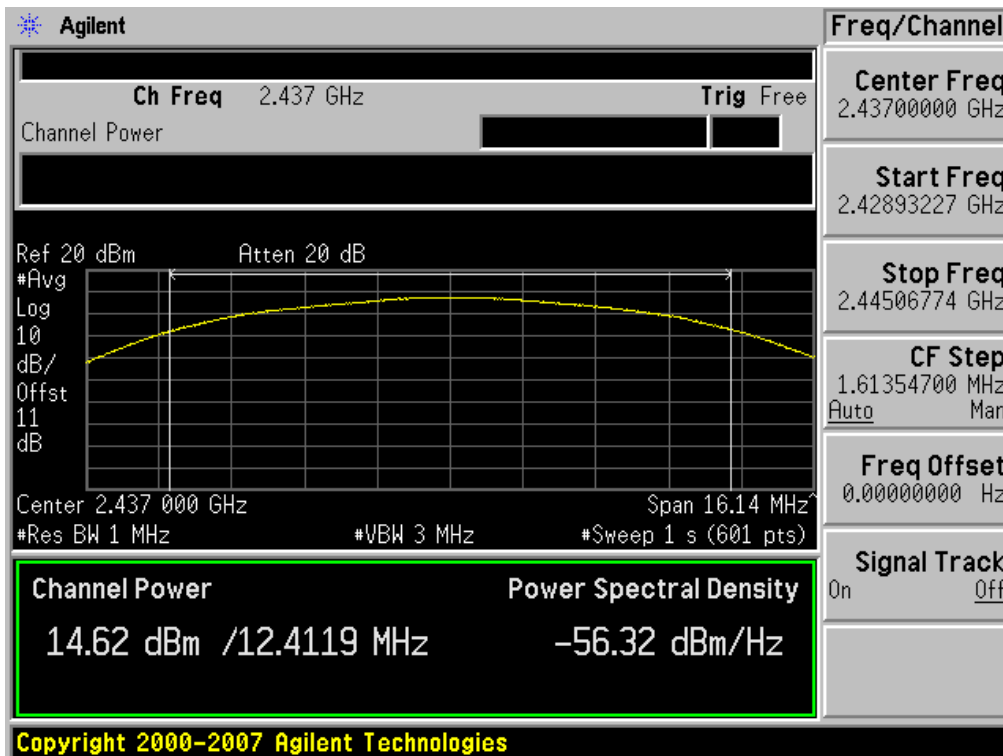 Agilent
Ch Freq 2.437 GHz Trig Free
Channel Power
Ref 20 dBm Atten 20 dB
#Avg
Log
10
dB/
Offst
11
dB
Center 2.437 000 GHz Span 16.14 MHz^
#Res BW 1 MHz #VBW 3 MHz #Sweep 1 s (601 pts)
Channel Power Power Spectral Density
14.62 dBm /12.4119 MHz -56.32 dBm/Hz
Copyright 2000-2007 Agilent Technologies
Freq/Channel
Center Freq
2.43700000 GHz
Start Freq
2.42893227 GHz
Stop Freq
2.44506774 GHz
CF Step
1.61354700 MHz
Auto Man
Freq Offset
0.00000000 Hz
Signal Track
On Off